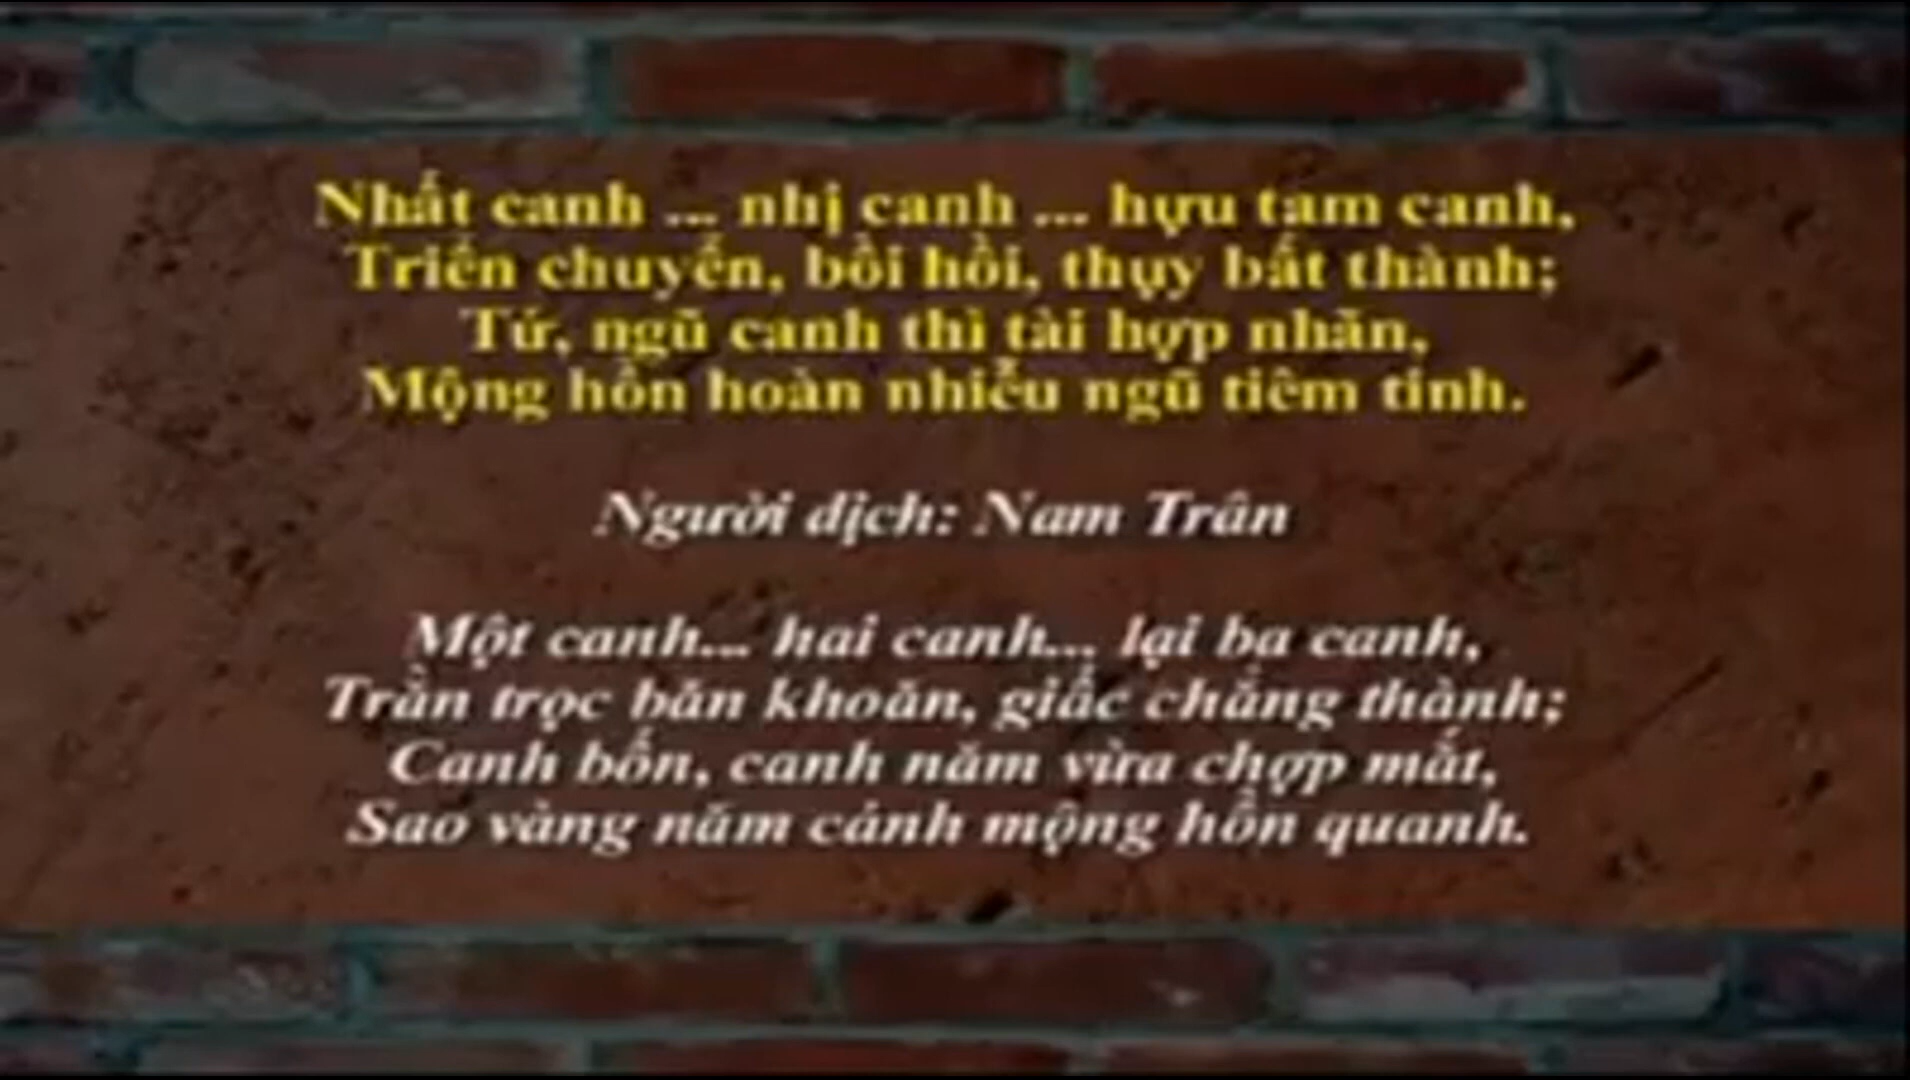 Nhất canh ... nhị canh ... hựu tam canh,
Triển chuyển, bồi hồi, thụy bất thành;
Tứ, ngũ canh thì tài hợp nhãn,
Mộng hồn hoàn nhiễu ngũ tiêm tinh.
Người dịch: Nam Trân
Một canh... hai canh... lại ba canh,
Trằn trọc băn khoăn, giấc chẳng thành;
Canh bốn, canh năm vừa chợp mắt,
Sao vàng năm cánh mộng hồn quanh.